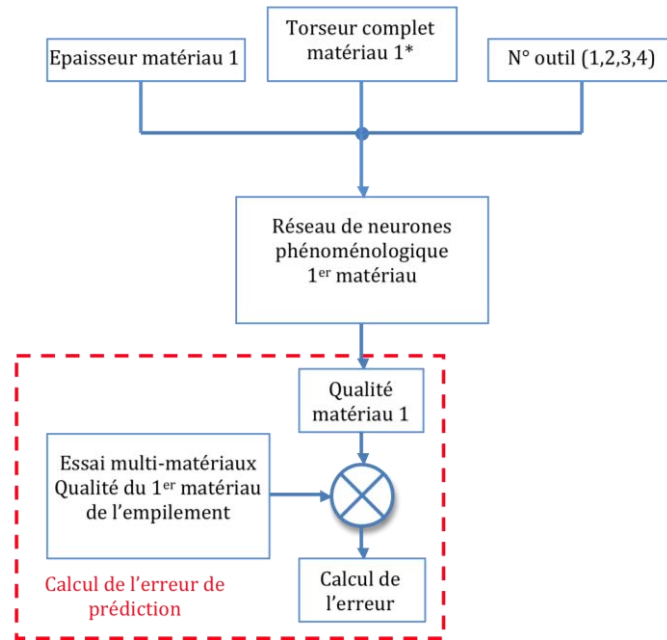 Epaisseur matériau 1
Torseur complet
matériau 1*
N° outil (1,2,3,4)
Réseau de neurones
phénoménologique
1er matériau
Qualité
matériau 1
Essai multi-matériaux
Qualité du 1er matériau
de l'empilement
Calcul de l'erreur de
prédiction
Calcul de
l'erreur